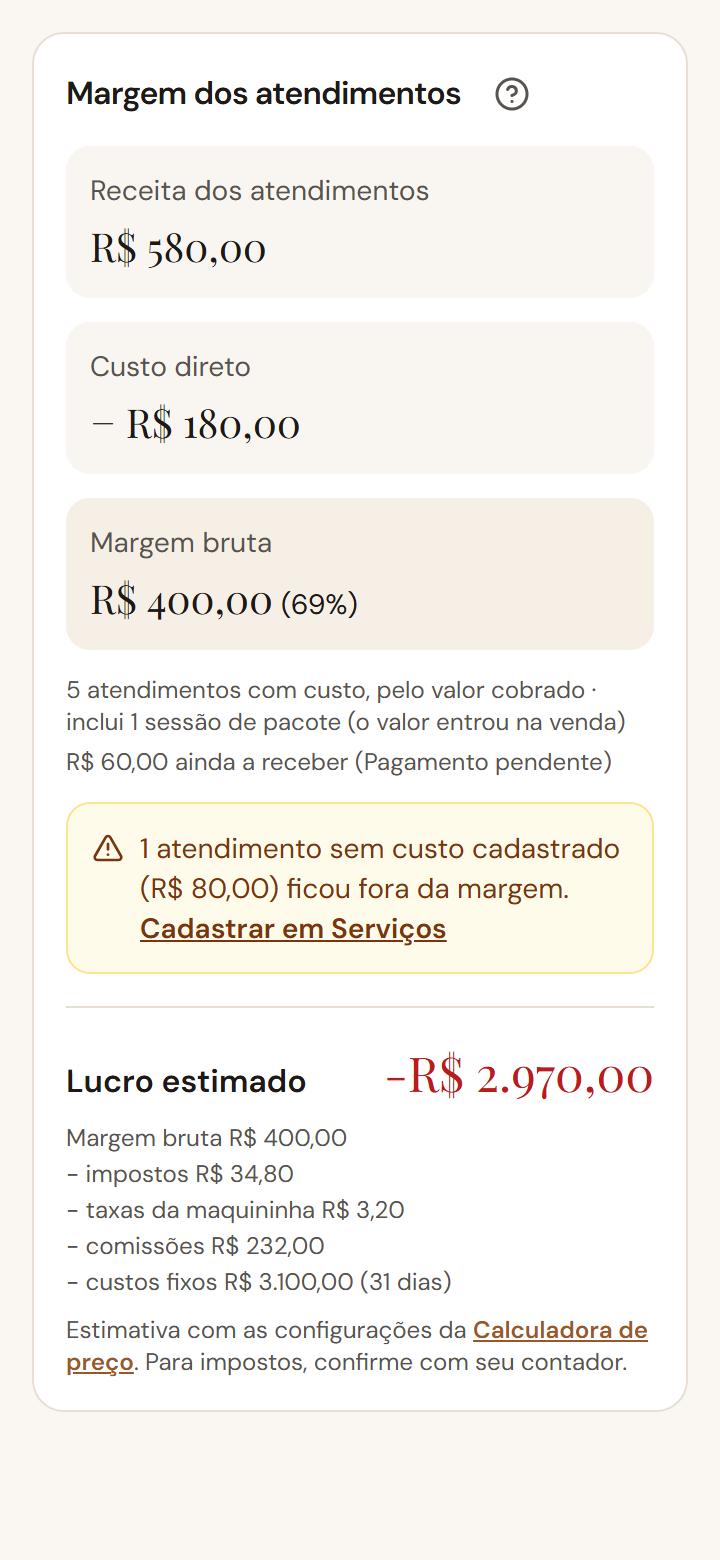 Margem dos atendimentos
Receita dos atendimentos
R$ 580,00
Custo direto
− R$ 180,00
Margem bruta
R$ 400,00 (69%)
5 atendimentos com custo, pelo valor cobrado ·
inclui 1 sessão de pacote (o valor entrou na venda)
R$ 60,00 ainda a receber (Pagamento pendente)
1 atendimento sem custo cadastrado
(R$ 80,00) ficou fora da margem.
Cadastrar em Serviços
Lucro estimado
-R$ 2.970,00
Margem bruta R$ 400,00
− impostos R$ 34,80
− taxas da maquininha R$ 3,20
− comissões R$ 232,00
− custos fixos R$ 3.100,00 (31 dias)
Estimativa com as configurações da Calculadora de
preço. Para impostos, confirme com seu contador.